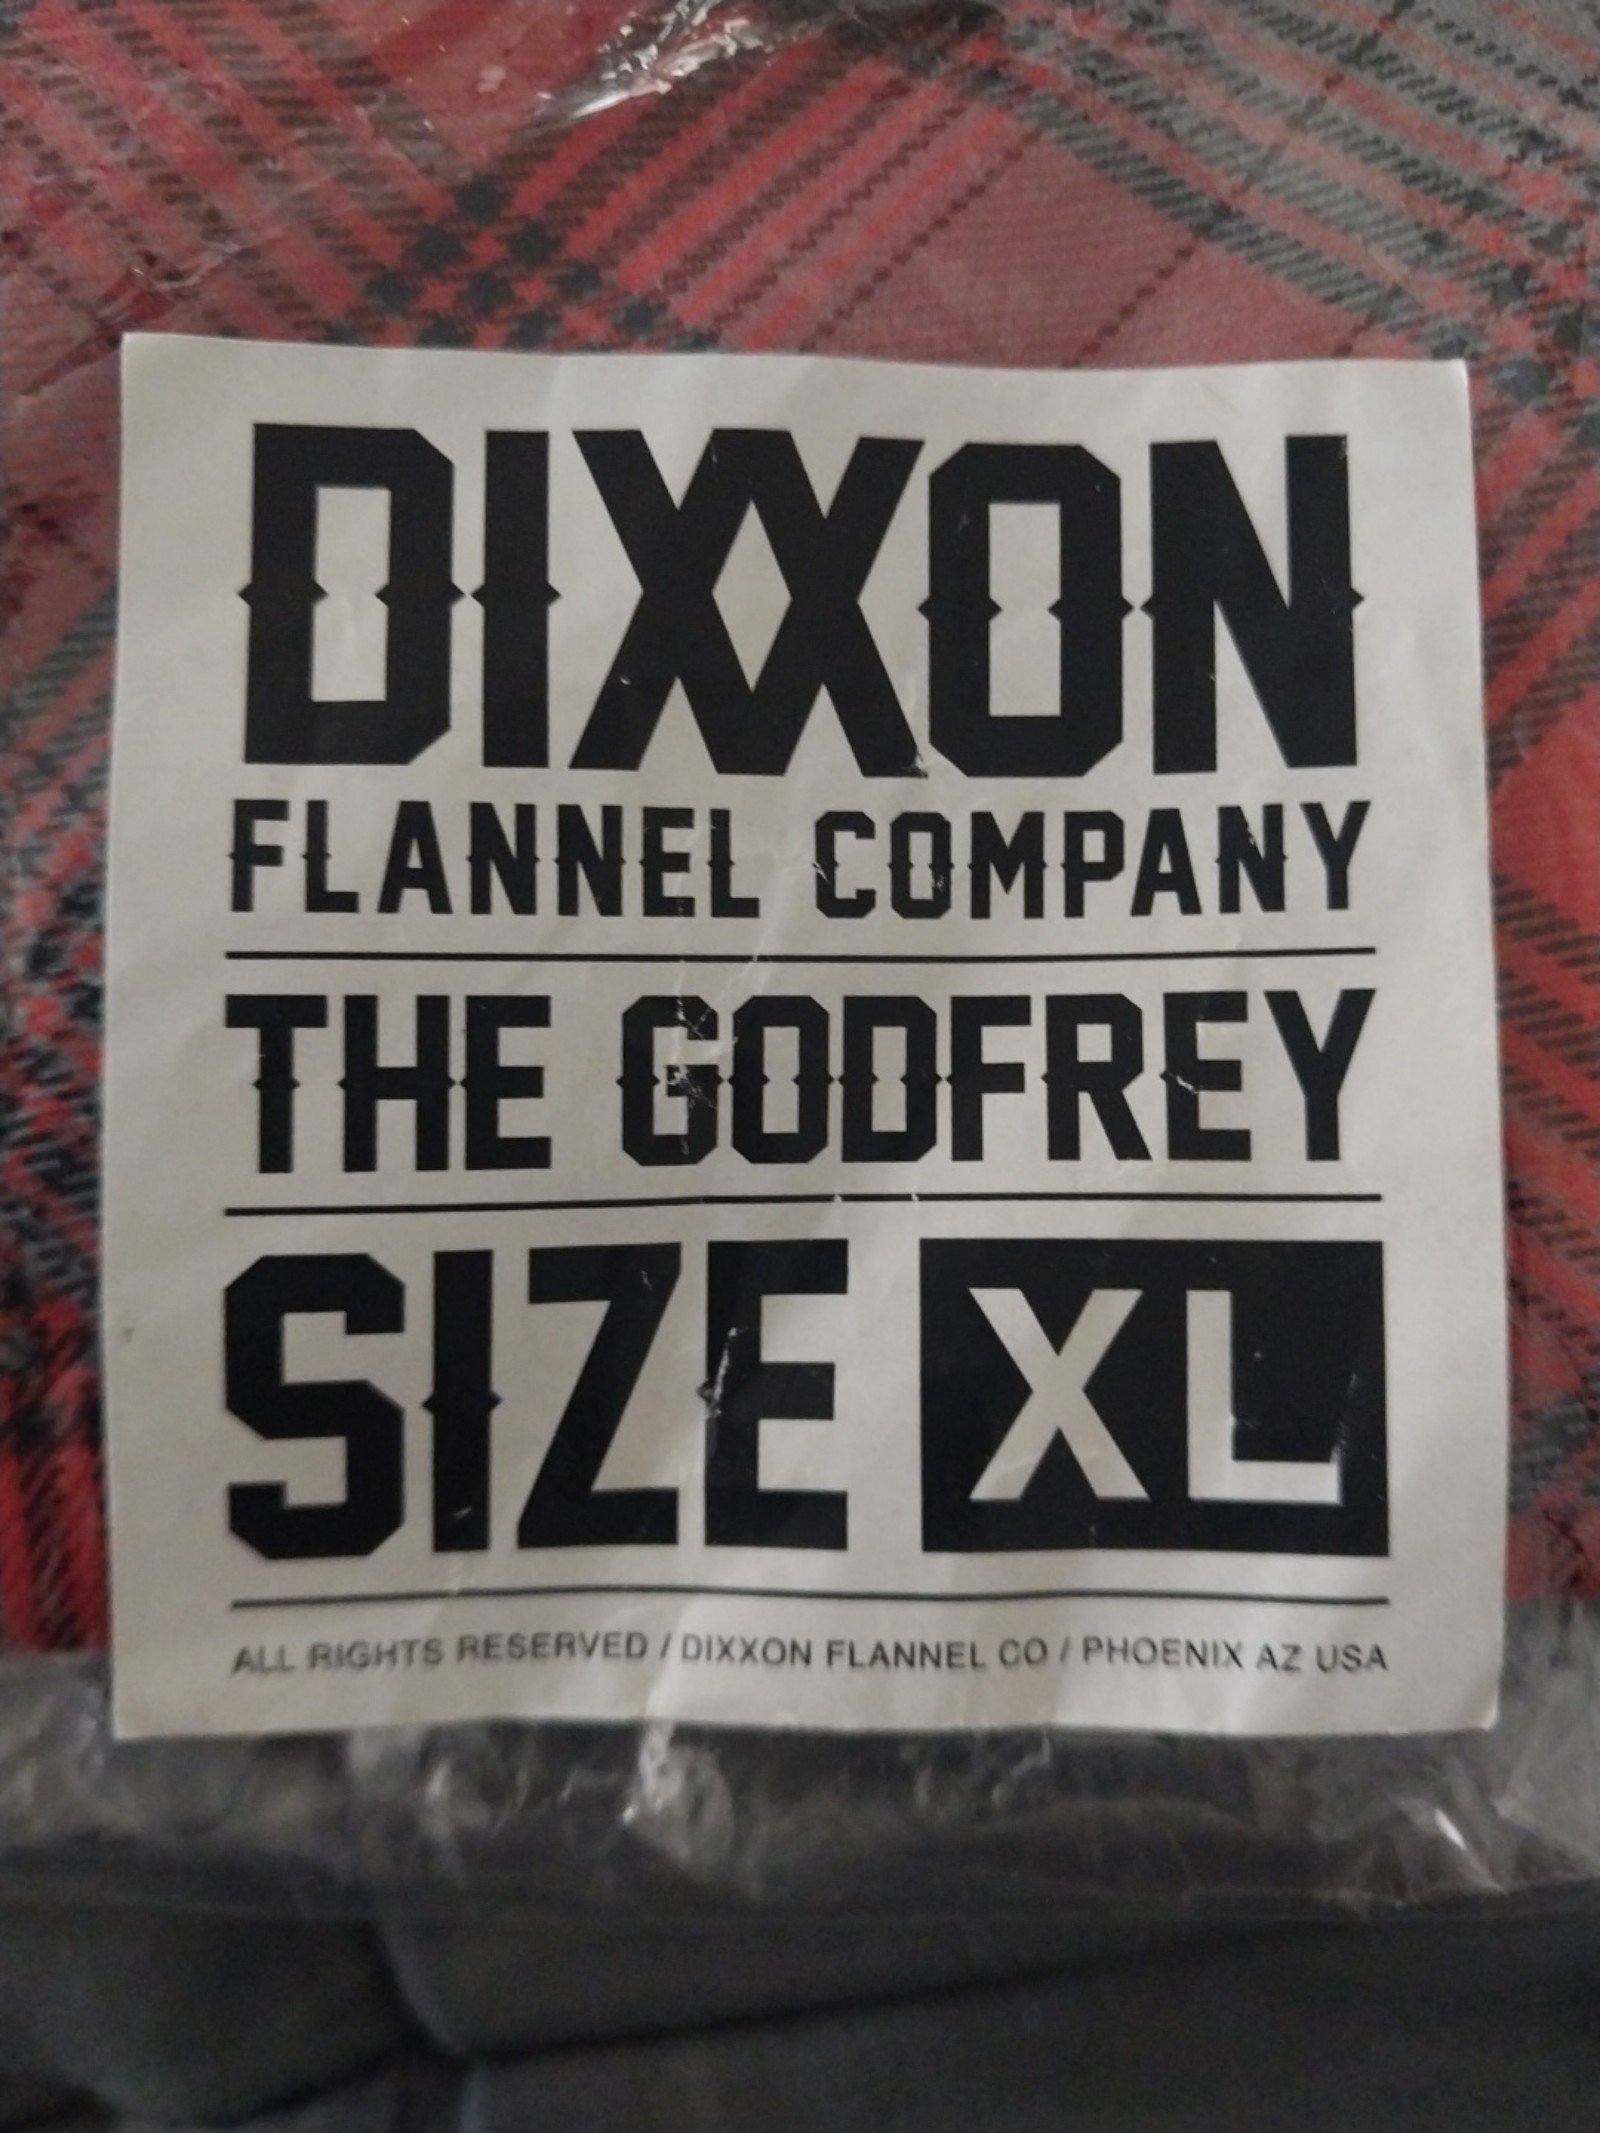 DIXXON
FLANNEL COMPANY
THE GODFREY
SIZE XL
ALL RIGHTS RESERVED / DIXXON FLANNEL CO / PHOENIX AZ USA